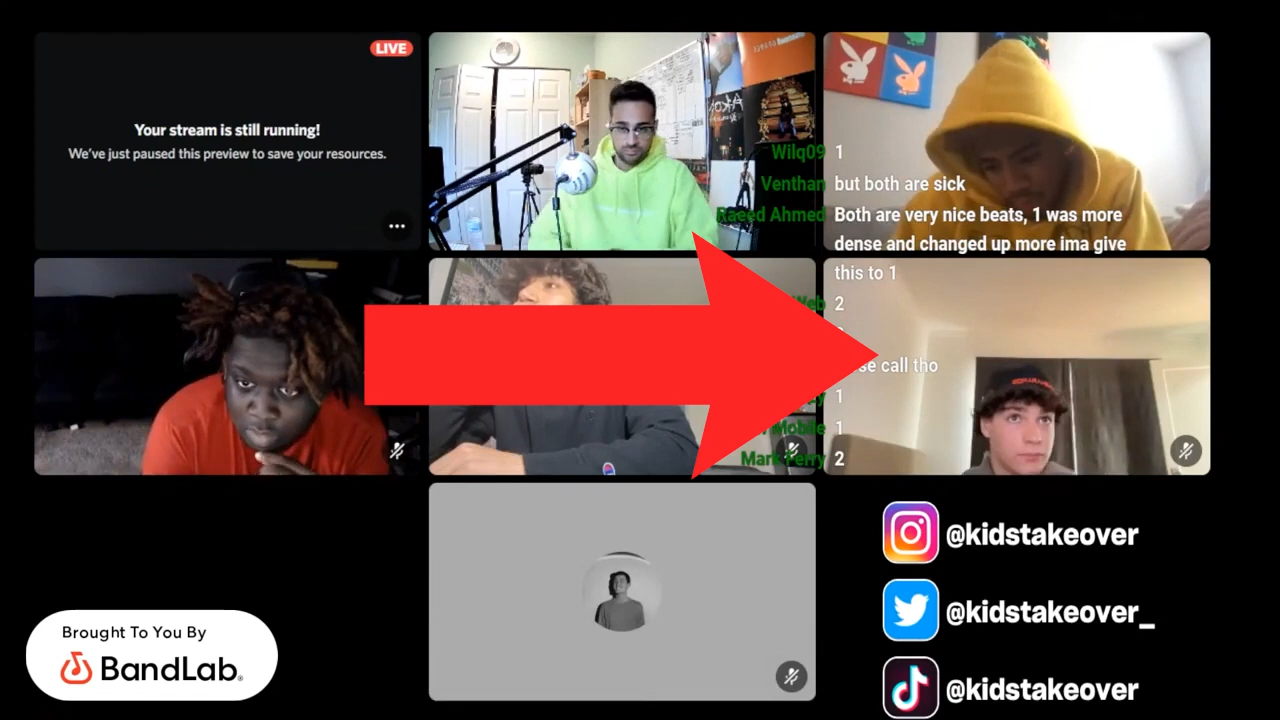 LIVE
Your stream is still running!
We've just paused this preview to save your resources.
Wilq09 1
Venthan but both are sick
Raeed Ahmed Both are very nice beats, 1 was more
dense and changed up more ima give
this to 1
2
call tho
1
Mobile 1
Mark Perry 2
@kidstakeover
@kidstakeover_
@kidstakeover
Brought To You By
BandLab